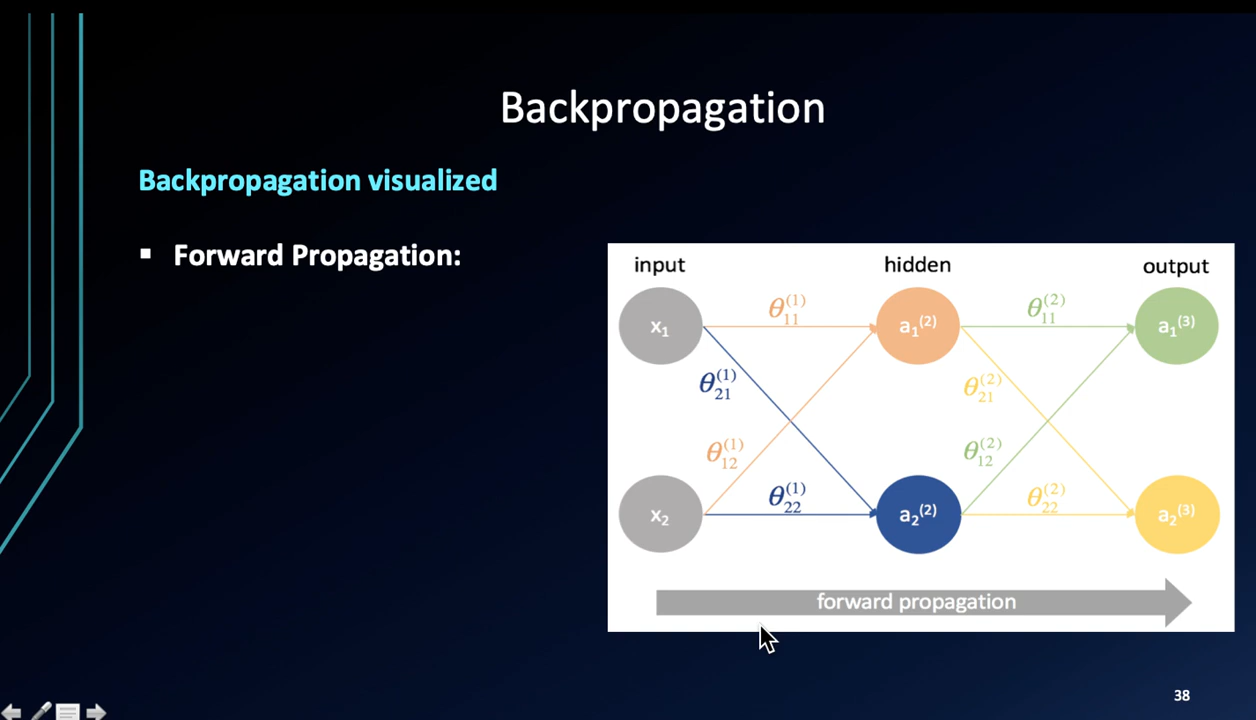 Backpropagation
Backpropagation visualized
▪ Forward Propagation:
input hidden output
θ₁₁⁽¹⁾ θ₁₁⁽²⁾
x₁ a₁⁽²⁾ a₁⁽³⁾
θ₂₁⁽¹⁾ θ₂₁⁽²⁾
θ₁₂⁽¹⁾ θ₁₂⁽²⁾
θ₂₂⁽¹⁾ θ₂₂⁽²⁾
x₂ a₂⁽²⁾ a₂⁽³⁾
forward propagation
38